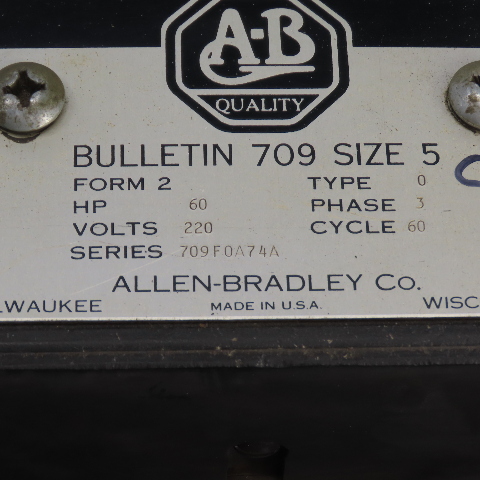 A-B
QUALITY
BULLETIN 709 SIZE 5
FORM 2 TYPE 0
HP 60 PHASE 3
VOLTS 220 CYCLE 60
SERIES 709F0A74A
ALLEN-BRADLEY Co.
LWAUKEE MADE IN U.S.A. WISC